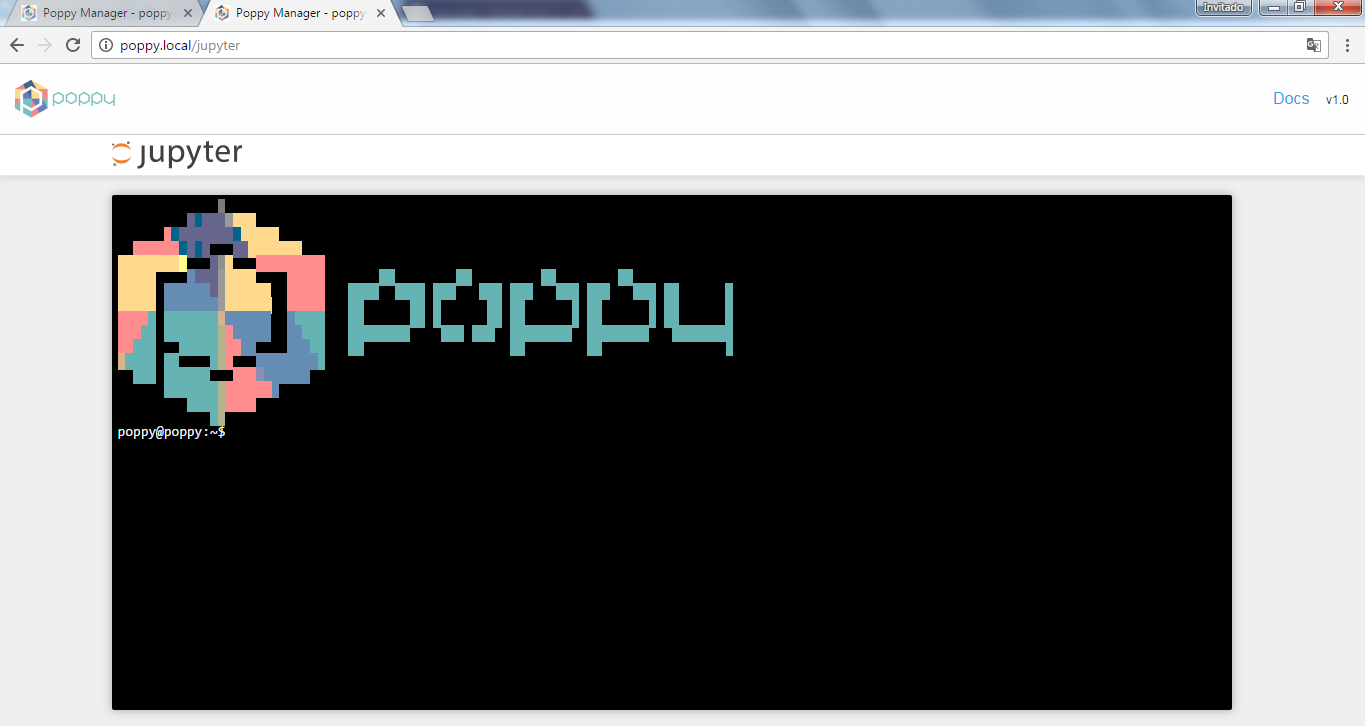 Poppy Manager - poppy
Poppy Manager - poppy
Invitado
poppy.local/jupyter
poppy
Docs
v1.0
jupyter
poppy
poppy@poppy:~$